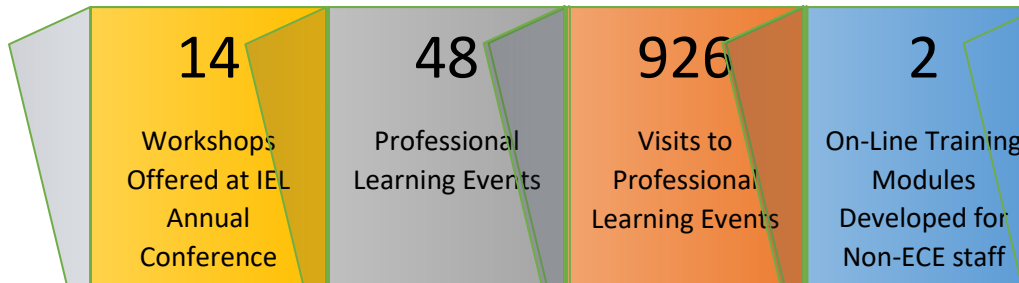 14
Workshops
Offered at IEL
Annual
Conference
48
Professional
Learning Events
926
Visits to
Professional
Learning Events
2
On-Line Training
Modules
Developed for
Non-ECE staff